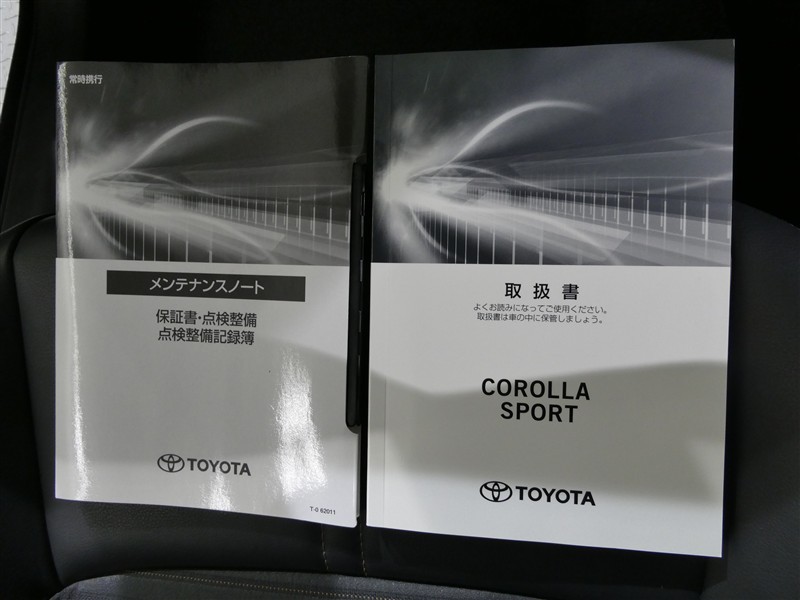 常時携行
メンテナンスノート
保証書・点検整備
点検整備記録簿
TOYOTA
T-0 62011
取扱書
よくお読みになってご使用ください。
取扱書は車の中に保管しましょう。
COROLLA
SPORT
TOYOTA